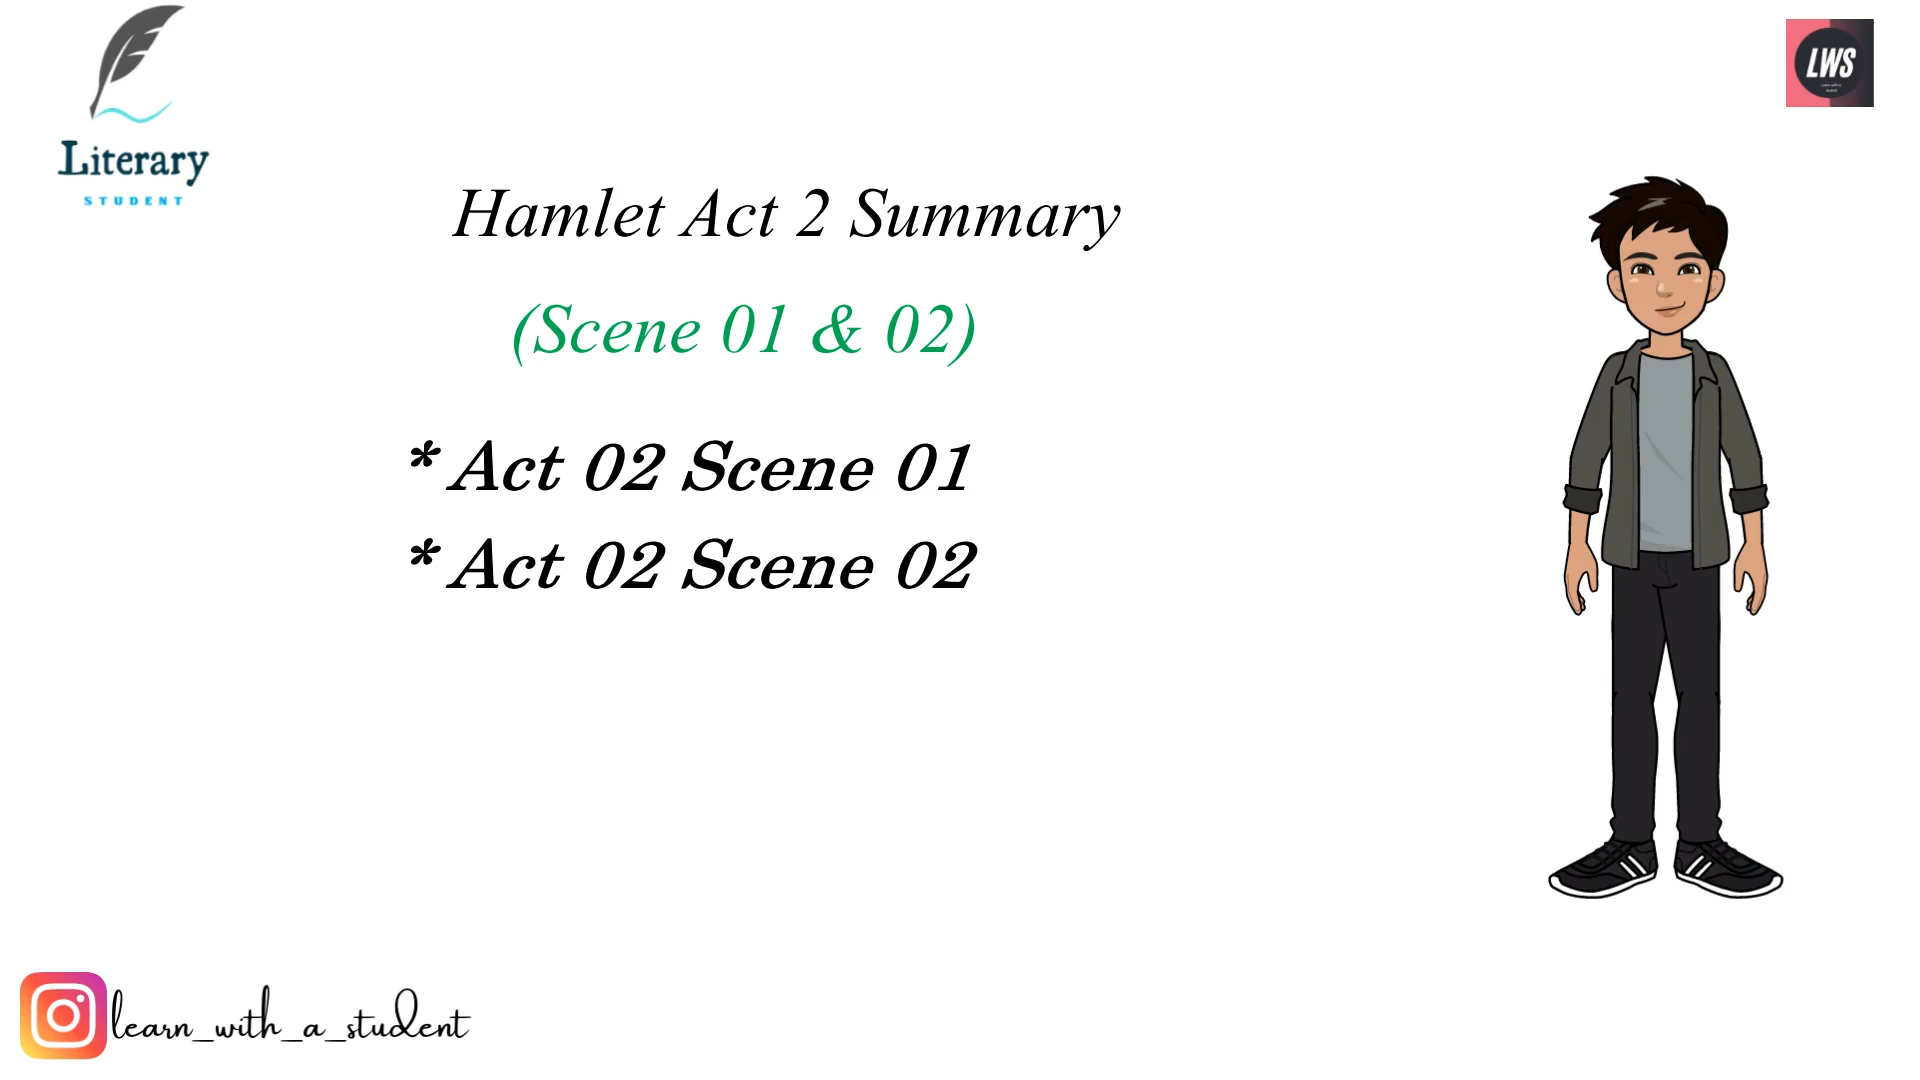 Literary
STUDENT
LWS
Hamlet Act 2 Summary
(Scene 01 & 02)
* Act 02 Scene 01
* Act 02 Scene 02
learn_with_a_student